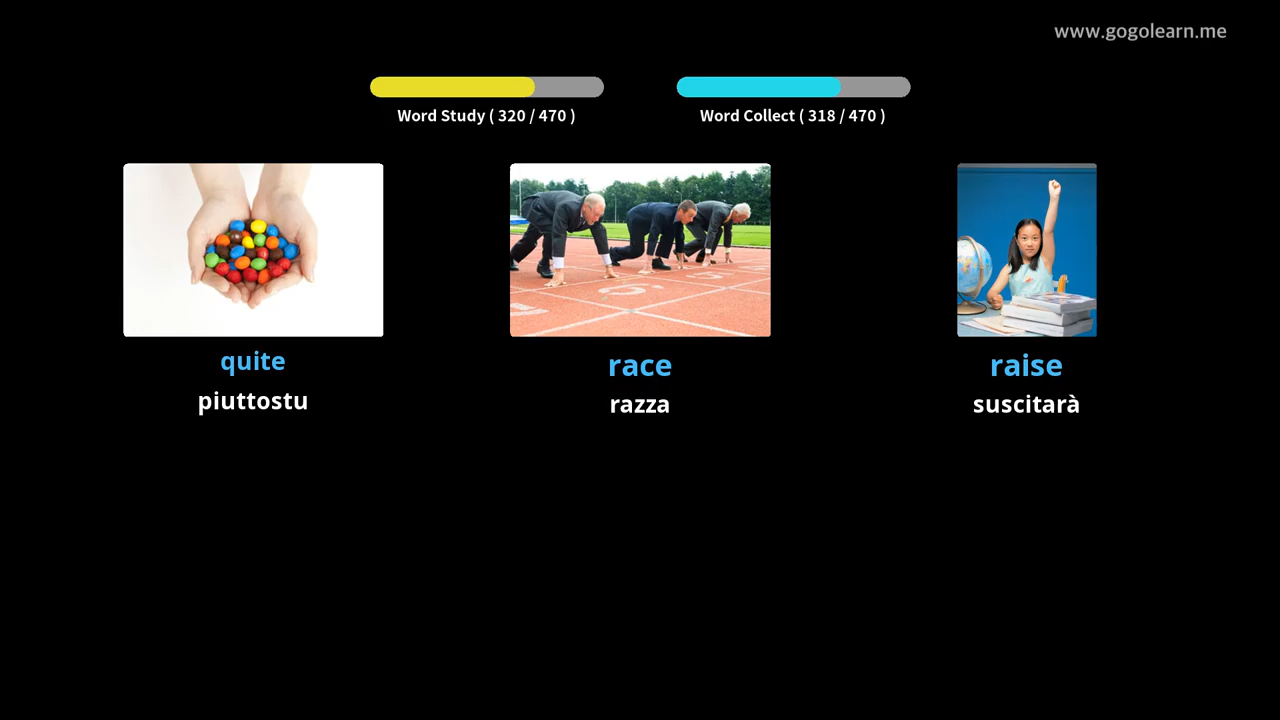 www.gogolearn.me
Word Study ( 320 / 470 )
Word Collect ( 318 / 470 )
quite
piuttostu
race
razza
raise
suscitarà